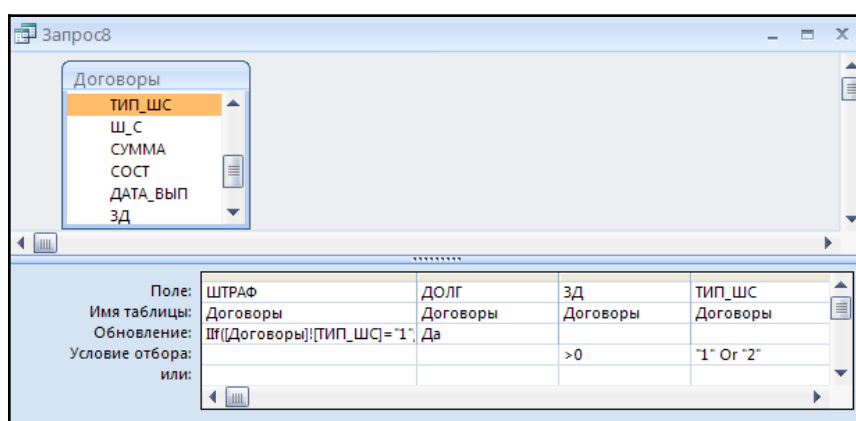 Запрос8
Договоры
ТИП_ШС
Ш_С
СУММА
СОСТ
ДАТА_ВЫП
ЗД
Поле: ШТРАФ ДОЛГ ЗД ТИП_ШС
Имя таблицы: Договоры Договоры Договоры Договоры
Обновление: IIf([Договоры]![ТИП_ШС]="1"; Да
Условие отбора: >0 "1" Or "2"
или: